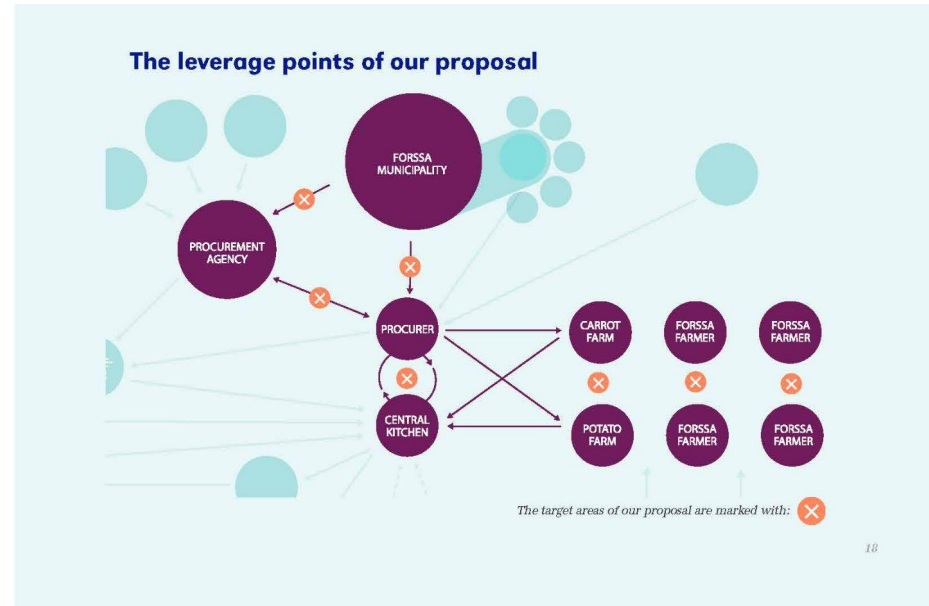 The leverage points of our proposal
FORSSA
MUNICIPALITY
PROCUREMENT
AGENCY
PROCURER
CARROT
FARM
FORSSA
FARMER
FORSSA
FARMER
CENTRAL
KITCHEN
POTATO
FARM
FORSSA
FARMER
FORSSA
FARMER
The target areas of our proposal are marked with:
18